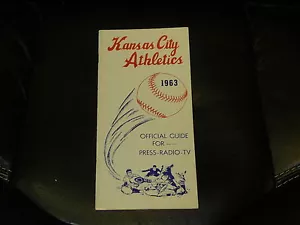 Kansas City
Athletics
1963
OFFICIAL GUIDE
FOR
PRESS-RADIO-TV